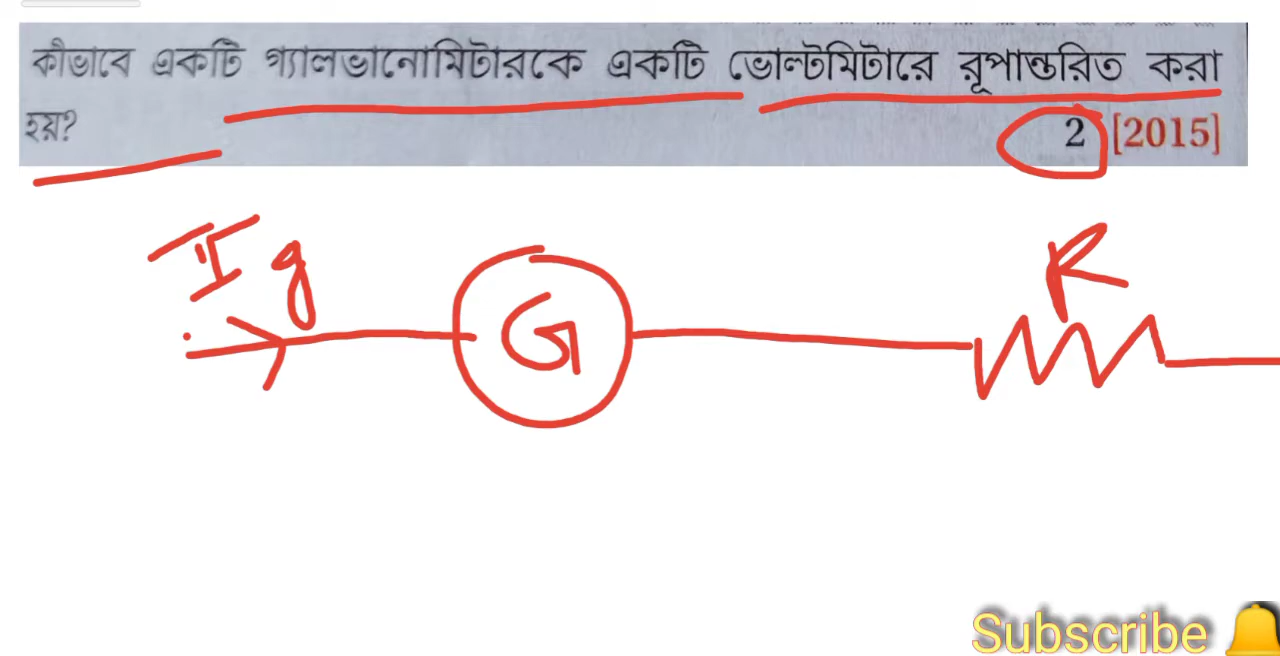 কীভাবে একটি গ্যালভানোমিটারকে একটি ভোল্টমিটারে রূপান্তরিত করা
হয়? 2 [2015]
Ig G R
Subscribe